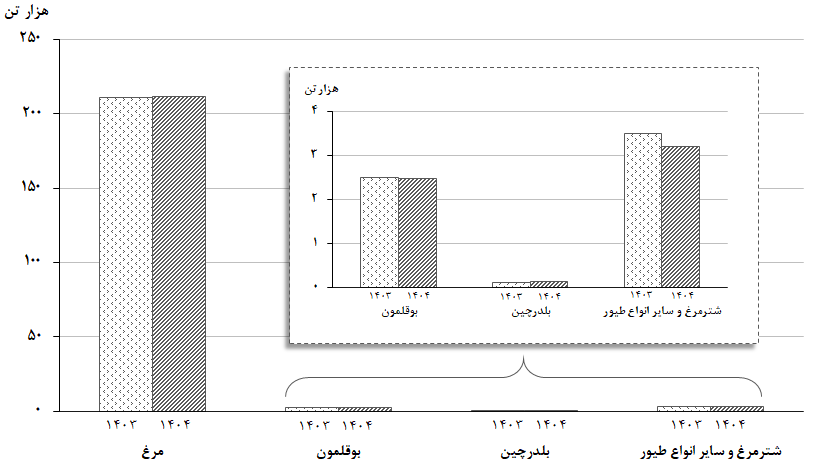 هزار تن
۲۵۰
۲۰۰
۱۵۰
۱۰۰
۵۰
۰
هزار تن
۴
۳
۲
۱
۰
۱۴۰۳ ۱۴۰۴ ۱۴۰۳ ۱۴۰۴ ۱۴۰۳ ۱۴۰۴
بوقلمون بلدرچین شترمرغ و سایر انواع طیور
۱۴۰۳ ۱۴۰۴ ۱۴۰۳ ۱۴۰۴ ۱۴۰۳ ۱۴۰۴ ۱۴۰۳ ۱۴۰۴
مرغ بوقلمون بلدرچین شترمرغ و سایر انواع طیور